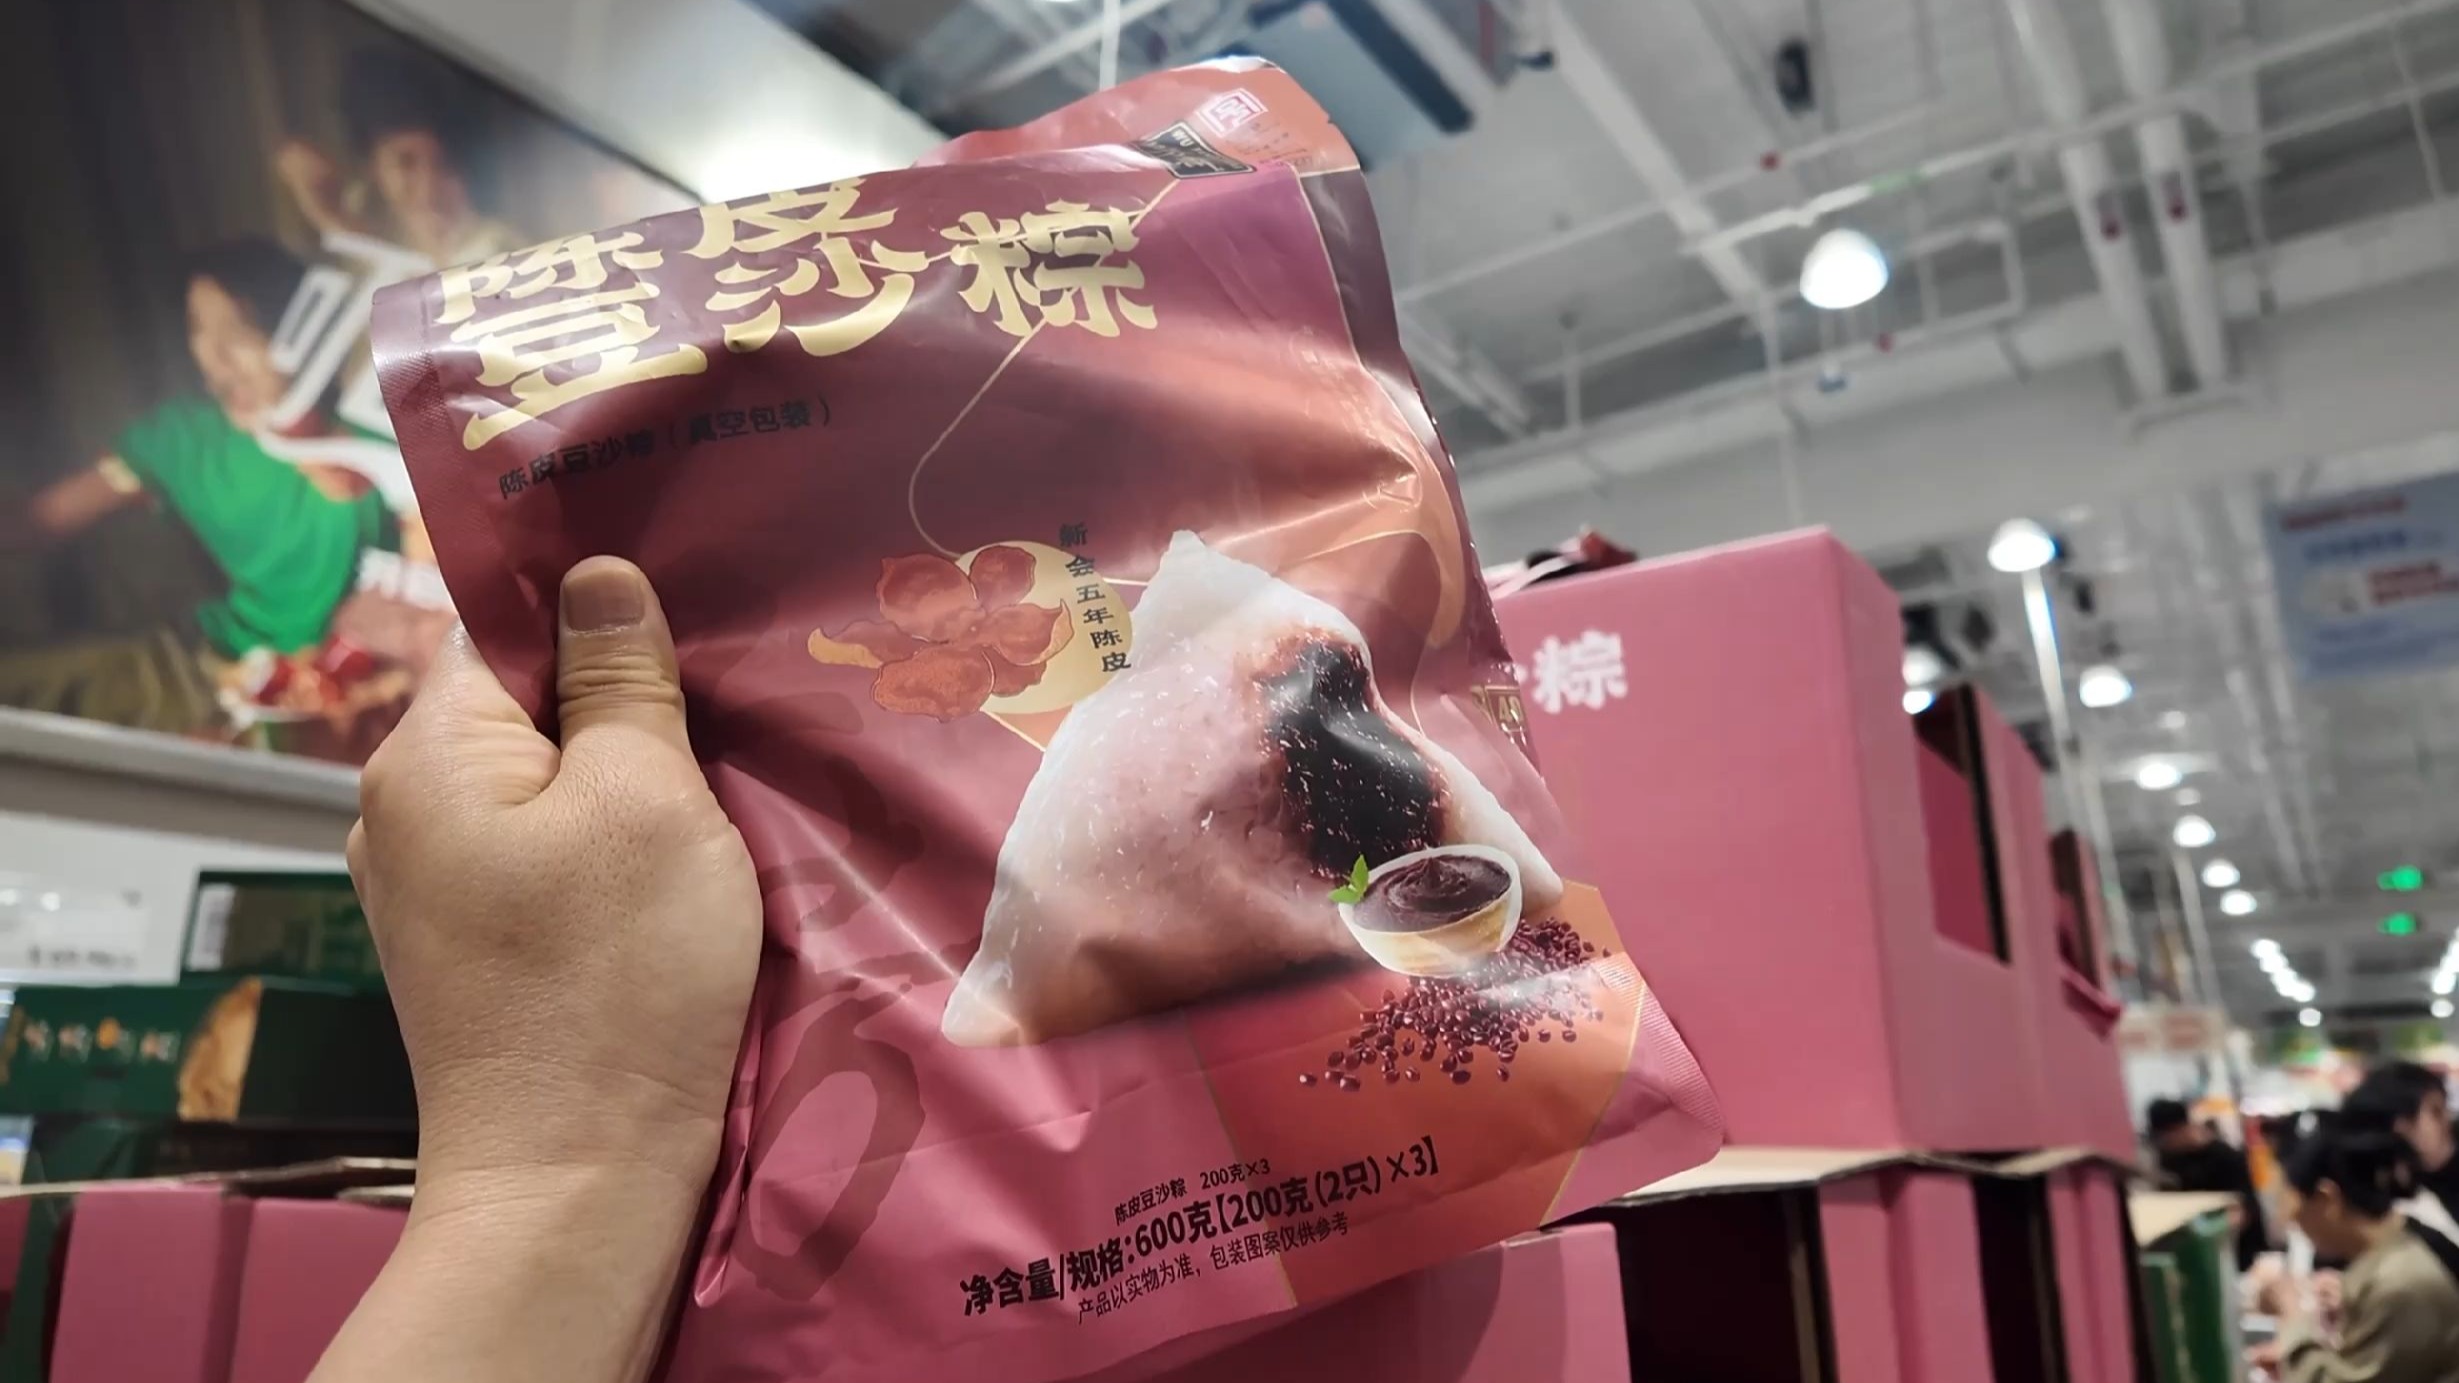 陈皮
豆沙粽
陈皮豆沙粽（真空包装）
新会五年陈皮
粽
陈皮豆沙粽 200克×3
净含量/规格：600克【200克（2只）×3】
产品以实物为准，包装图案仅供参考